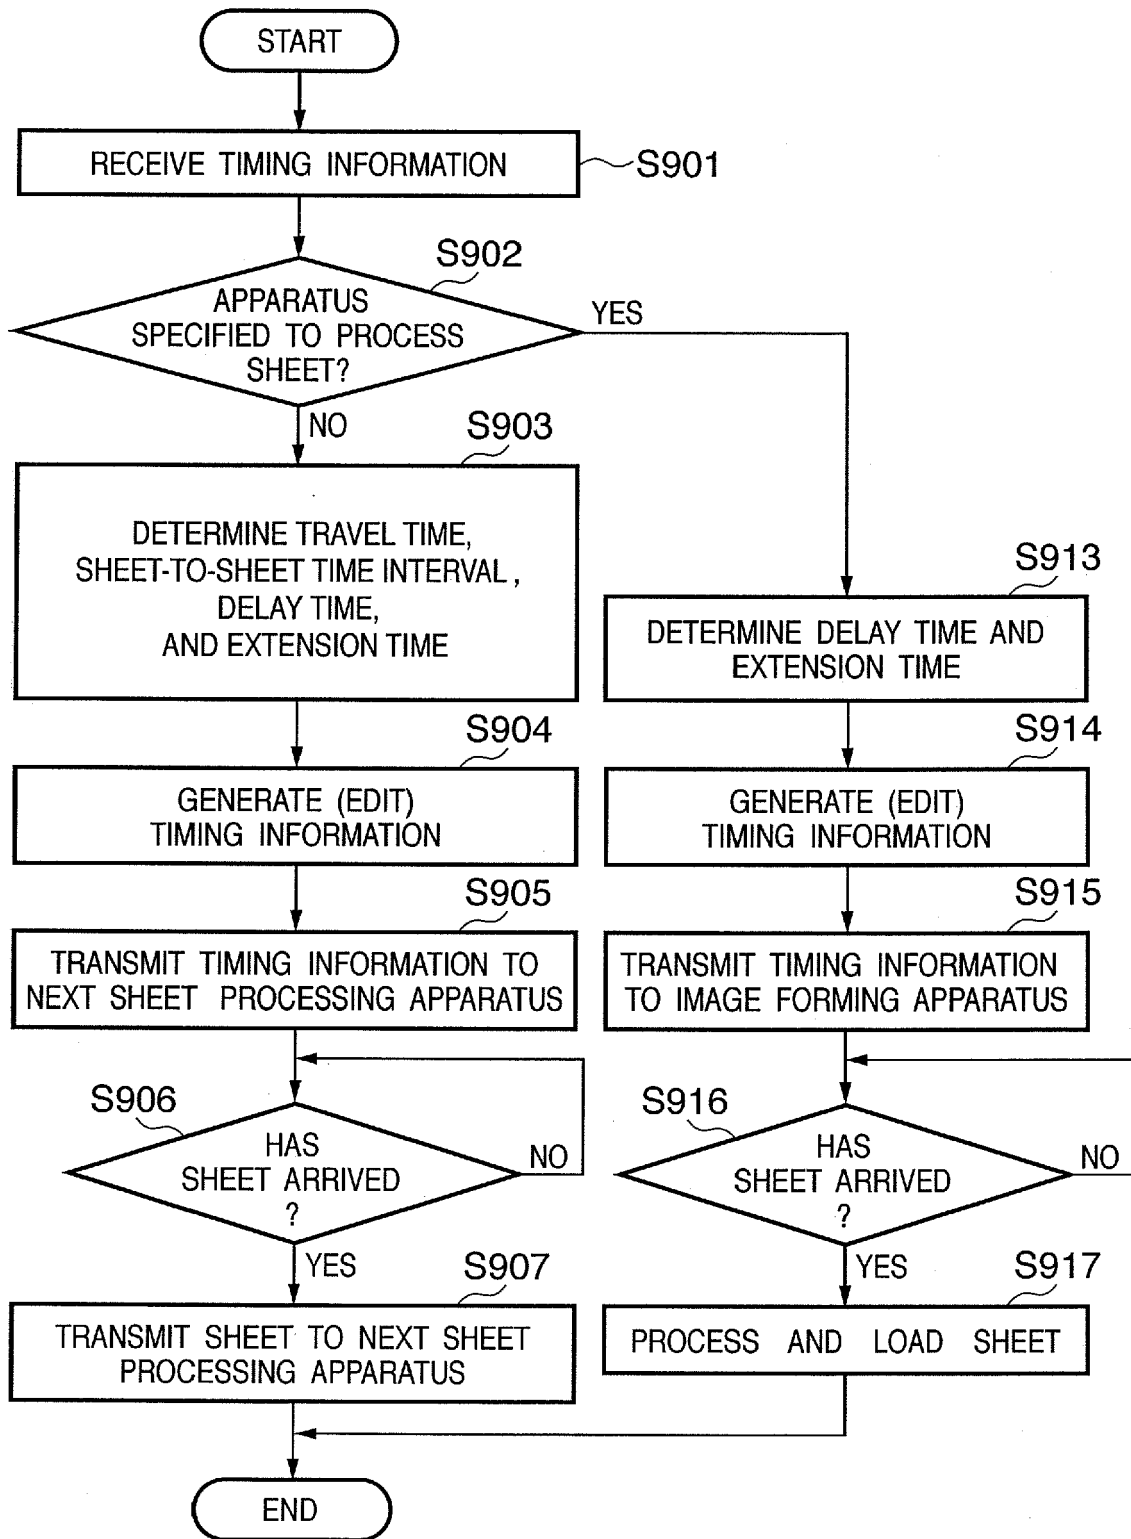 START
RECEIVE TIMING INFORMATION
S901
S902
APPARATUS
SPECIFIED TO PROCESS
SHEET?
YES
NO
S903
DETERMINE TRAVEL TIME,
SHEET-TO-SHEET TIME INTERVAL,
DELAY TIME,
AND EXTENSION TIME
S904
GENERATE (EDIT)
TIMING INFORMATION
S905
TRANSMIT TIMING INFORMATION TO
NEXT SHEET PROCESSING APPARATUS
S906
HAS
SHEET ARRIVED
?
NO
YES
S907
TRANSMIT SHEET TO NEXT SHEET
PROCESSING APPARATUS
S913
DETERMINE DELAY TIME AND
EXTENSION TIME
S914
GENERATE (EDIT)
TIMING INFORMATION
S915
TRANSMIT TIMING INFORMATION
TO IMAGE FORMING APPARATUS
S916
HAS
SHEET ARRIVED
?
NO
YES
S917
PROCESS AND LOAD SHEET
END